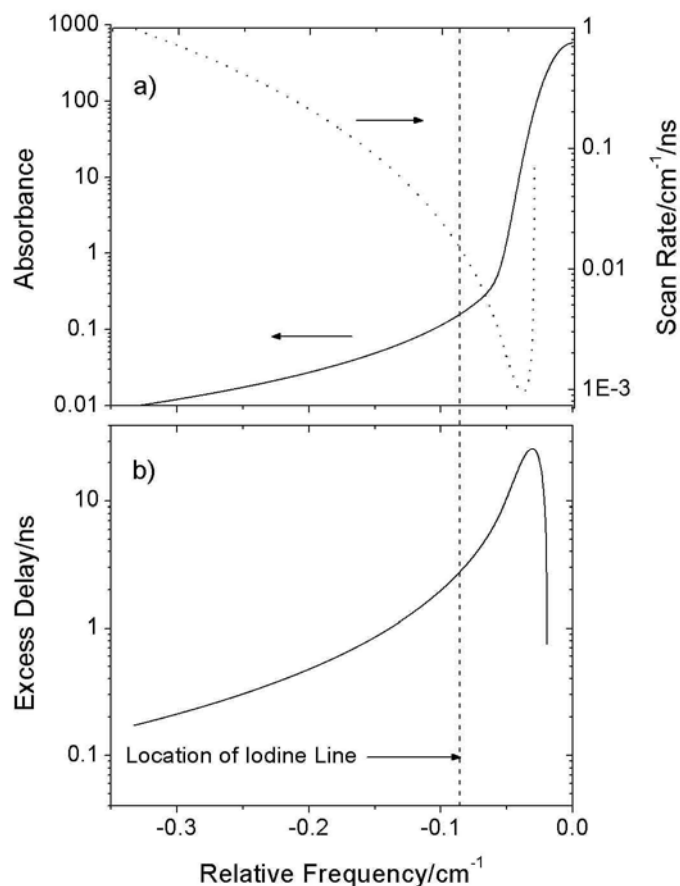 a)
1000
100
10
1
0.1
0.01
Absorbance
1
0.1
0.01
1E-3
Scan Rate/cm⁻¹/ns
b)
10
1
0.1
Excess Delay/ns
Location of Iodine Line
-0.3 -0.2 -0.1 0.0
Relative Frequency/cm⁻¹